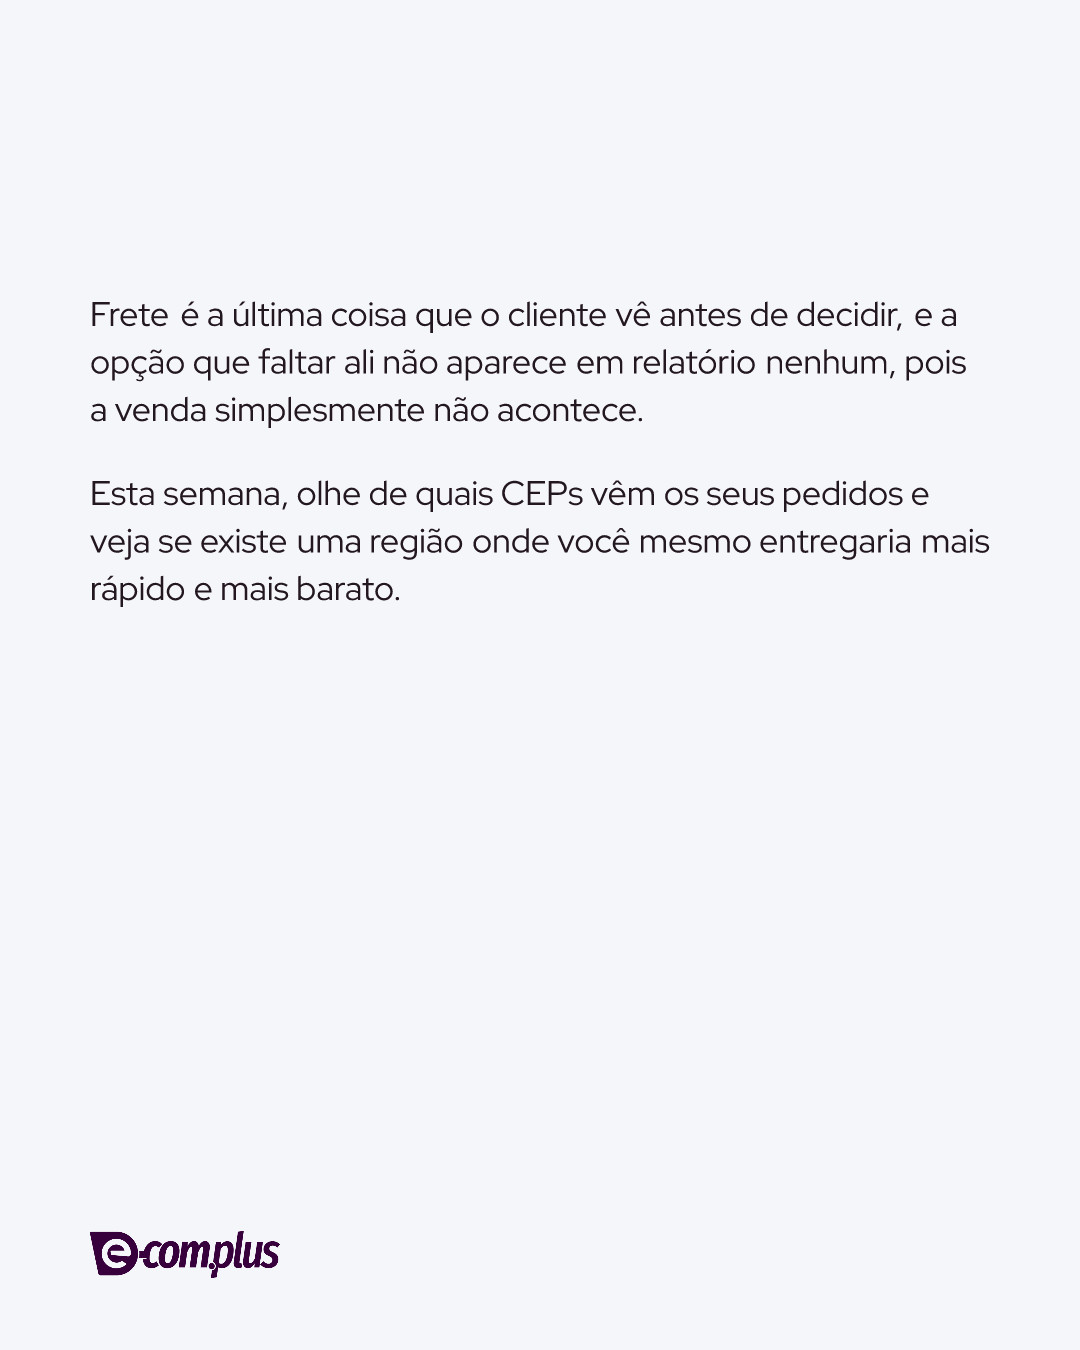 Frete é a última coisa que o cliente vê antes de decidir, e a
opção que faltar ali não aparece em relatório nenhum, pois
a venda simplesmente não acontece.
Esta semana, olhe de quais CEPs vêm os seus pedidos e
veja se existe uma região onde você mesmo entregaria mais
rápido e mais barato.
e-com.plus